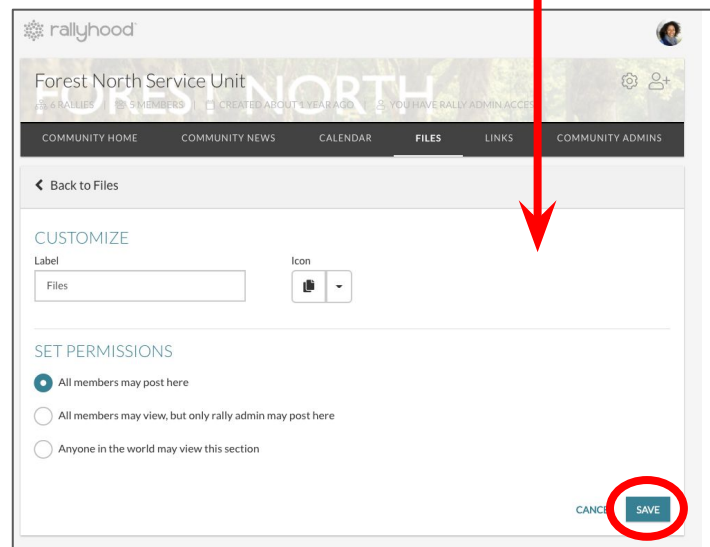 rallyhood
FOREST NORTH
Forest North Service Unit
6 RALLIES | 5 MEMBERS | CREATED ABOUT 1 YEAR AGO | YOU HAVE RALLY ADMIN ACCESS
COMMUNITY HOME COMMUNITY NEWS CALENDAR FILES LINKS COMMUNITY ADMINS
Back to Files
CUSTOMIZE
Label Icon
Files
SET PERMISSIONS
All members may post here
All members may view, but only rally admin may post here
Anyone in the world may view this section
CANCEL SAVE